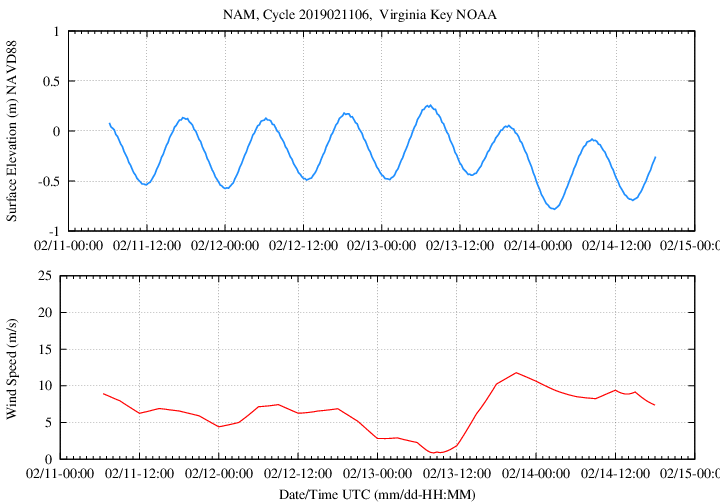 NAM, Cycle 2019021106,  Virginia Key NOAA
Surface Elevation (m) NAVD88
1
0.5
0
-0.5
-1
02/11-00:00 02/11-12:00 02/12-00:00 02/12-12:00 02/13-00:00 02/13-12:00 02/14-00:00 02/14-12:00 02/15-0
Wind Speed (m/s)
25
20
15
10
5
0
02/11-00:00 02/11-12:00 02/12-00:00 02/12-12:00 02/13-00:00 02/13-12:00 02/14-00:00 02/14-12:00 02/15-0
Date/Time UTC (mm/dd-HH:MM)